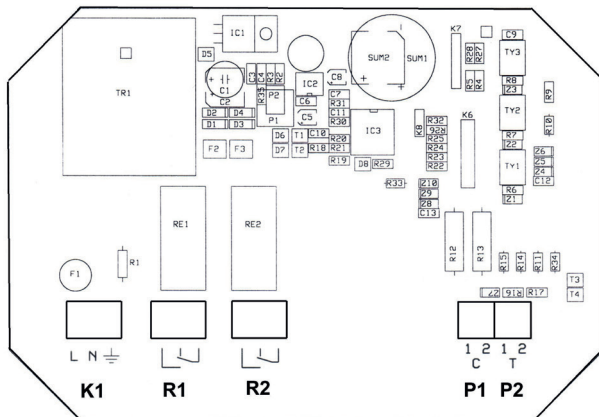 IC1
K7
C9
D5
TR1
C1
C2
C3
C4
R3
R2
R35
P2
P1
IC2
C6
C5
C8
SUM2
SUM1
R28
R27
R5
R4
TY3
R8
Z3
R9
D2
D4
D1
D3
C7
R31
C11
R30
IC3
K8
R32
R26
R25
R24
R23
R22
K6
TY2
R7
Z2
R10
F2
F3
D6
T1
D7
T2
C10
R18
R20
R21
R19
D8
R29
TY1
Z6
Z5
Z4
C12
R33
Z10
Z9
Z8
C13
R6
Z1
RE1
RE2
F1
R1
R12
R13
R15
R14
R11
R34
T3
T4
Z7
R16
R17
L N
1 2
1 2
C
T
K1
R1
R2
P1
P2